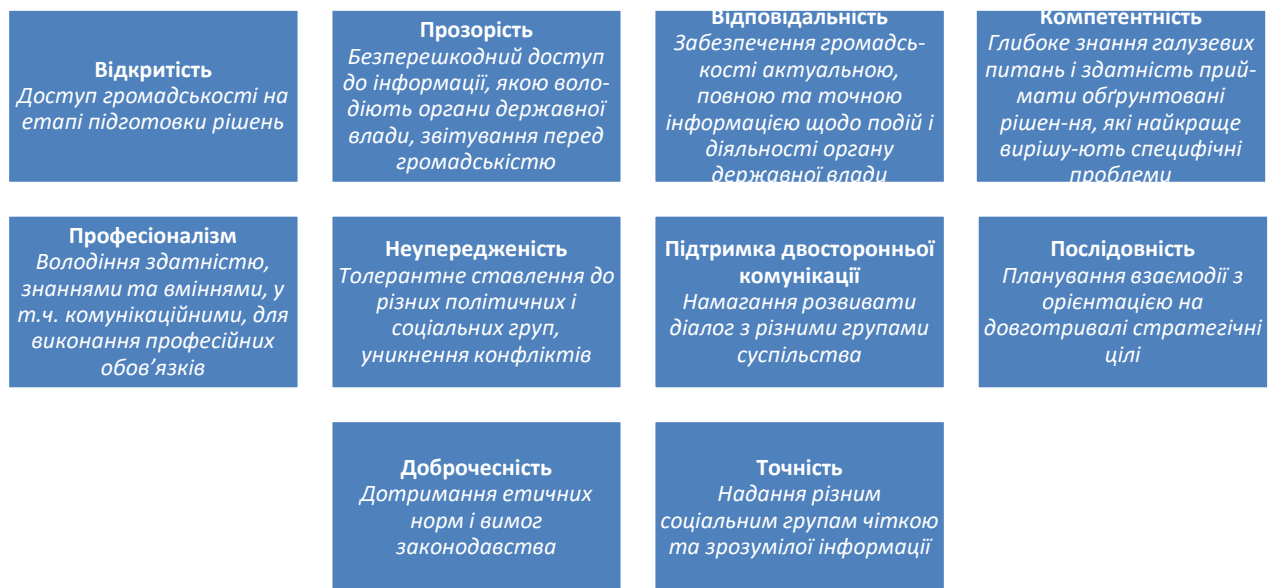 Відкритість
Доступ громадськості на
етапі підготовки рішень
Прозорість
Безперешкодний доступ
до інформації, якою воло-
діють органи державної
влади, звітування перед
громадськістю
Відповідальність
Забезпечення громадсь-
кості актуальною,
повною та точною
інформацією щодо подій і
діяльності органу
державної влади
Компетентність
Глибоке знання галузевих
питань і здатність прий-
мати обґрунтовані
рішен-ня, які найкраще
вирішу-ють специфічні
проблеми
Професіоналізм
Володіння здатністю,
знаннями та вміннями, у
т.ч. комунікаційними, для
виконання професійних
обов’язків
Неупередженість
Толерантне ставлення до
різних політичних і
соціальних груп,
уникнення конфліктів
Підтримка двосторонньої
комунікації
Намагання розвивати
діалог з різними групами
суспільства
Послідовність
Планування взаємодії з
орієнтацією на
довготривалі стратегічні
цілі
Доброчесність
Дотримання етичних
норм і вимог
законодавства
Точність
Надання різним
соціальним групам чіткою
та зрозумілої інформації